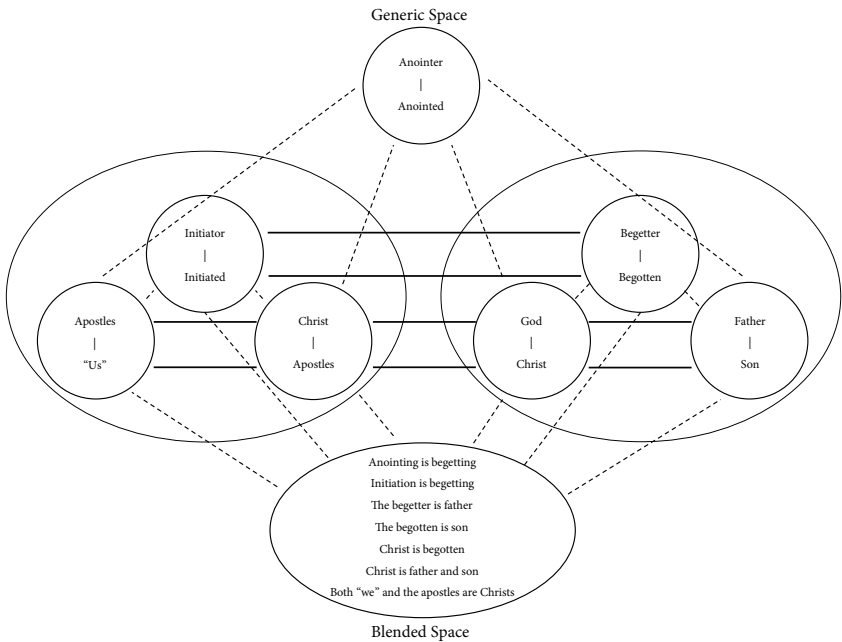 Generic Space
Anointer
|
Anointed
Initiator
|
Initiated
Begetter
|
Begotten
Apostles
|
“Us”
Christ
|
Apostles
God
|
Christ
Father
|
Son
Anointing is begetting
Initiation is begetting
The begetter is father
The begotten is son
Christ is begotten
Christ is father and son
Both “we” and the apostles are Christs
Blended Space